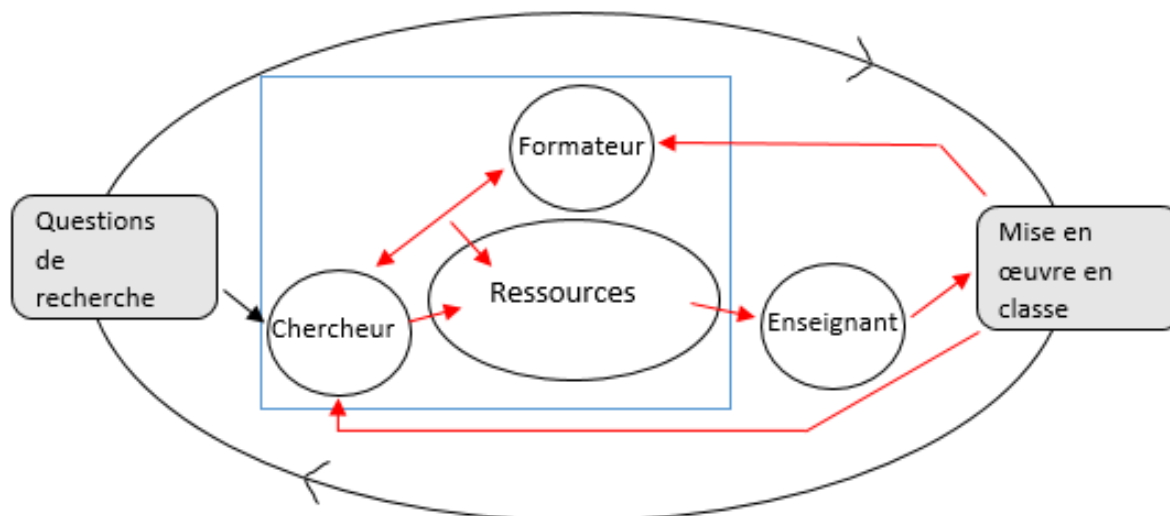 Formateur
Questions
de
recherche
Mise en
œuvre en
classe
Ressources
Chercheur
Enseignant